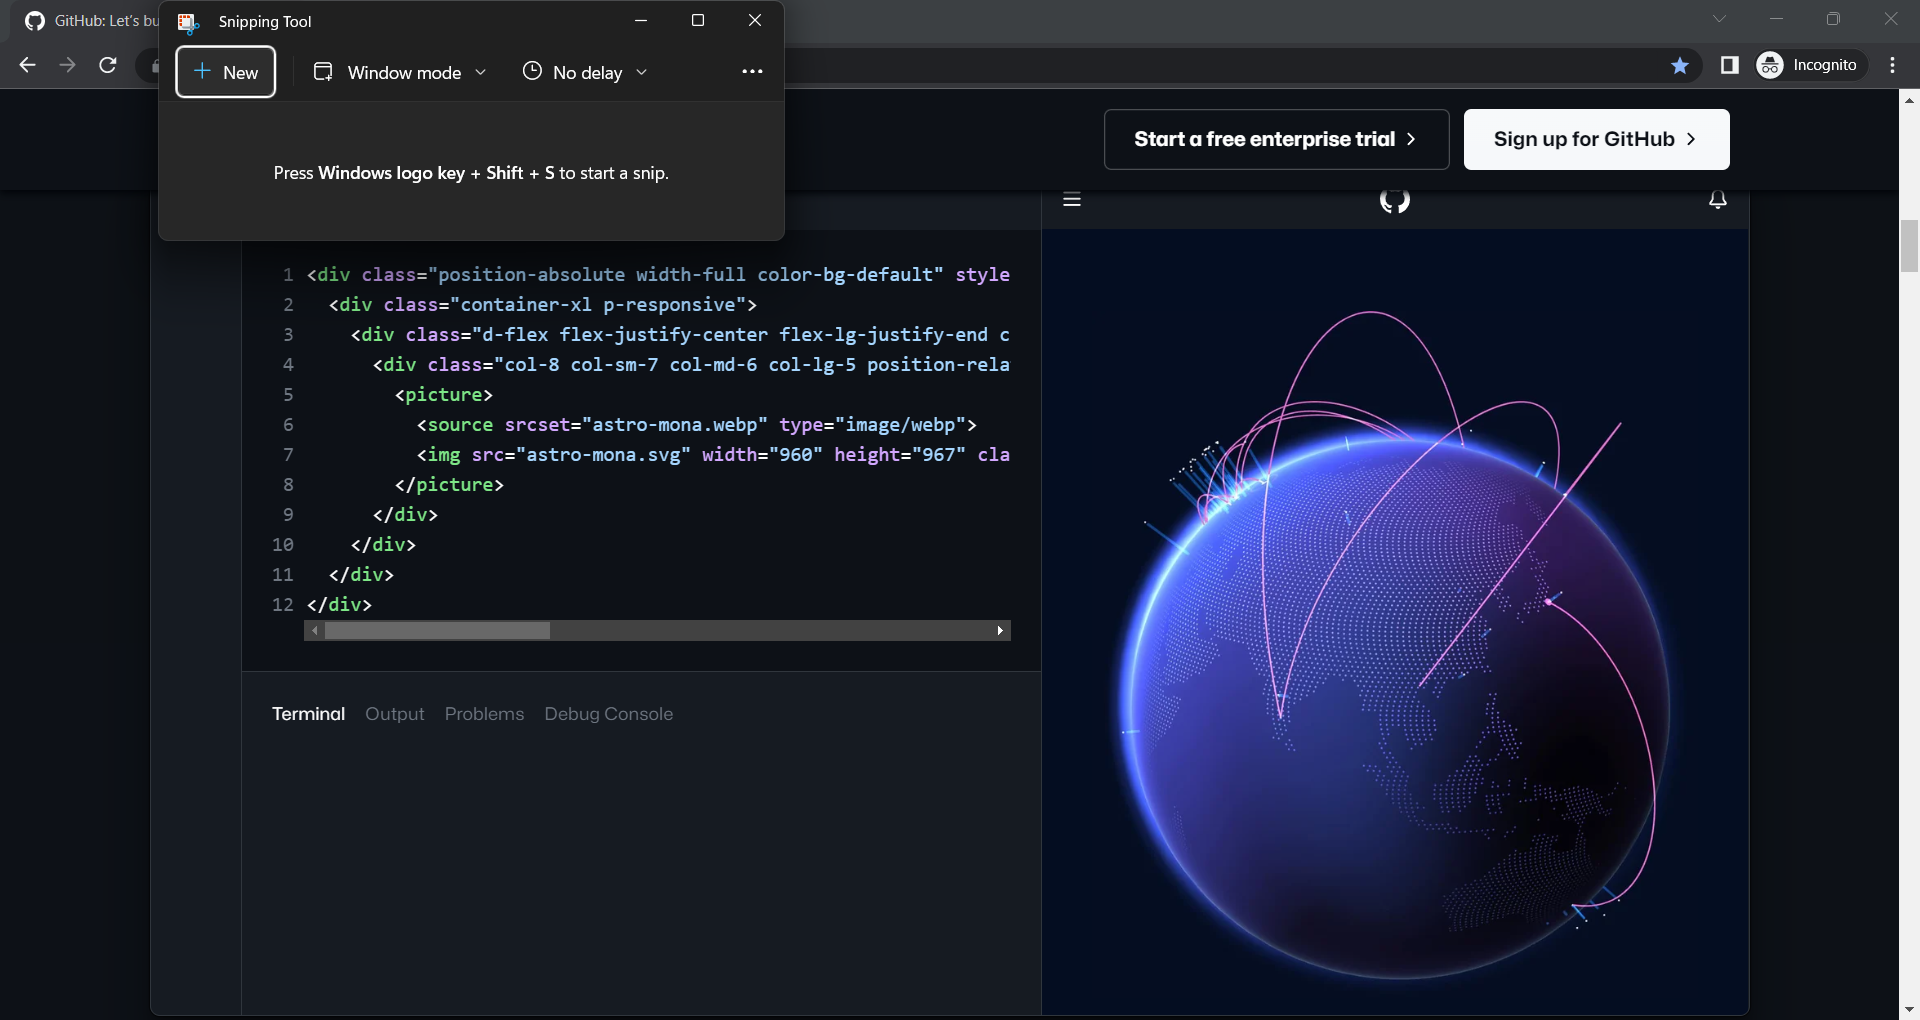 GitHub: Let's bu
Snipping Tool
New
Window mode
No delay
Incognito
Press Windows logo key + Shift + S to start a snip.
Start a free enterprise trial
Sign up for GitHub
1 <div class="position-absolute width-full color-bg-default" style
2 <div class="container-xl p-responsive">
3 <div class="d-flex flex-justify-center flex-lg-justify-end c
4 <div class="col-8 col-sm-7 col-md-6 col-lg-5 position-rela
5 <picture>
6 <source srcset="astro-mona.webp" type="image/webp">
7 <img src="astro-mona.svg" width="960" height="967" cla
8 </picture>
9 </div>
10 </div>
11 </div>
12 </div>
Terminal Output Problems Debug Console